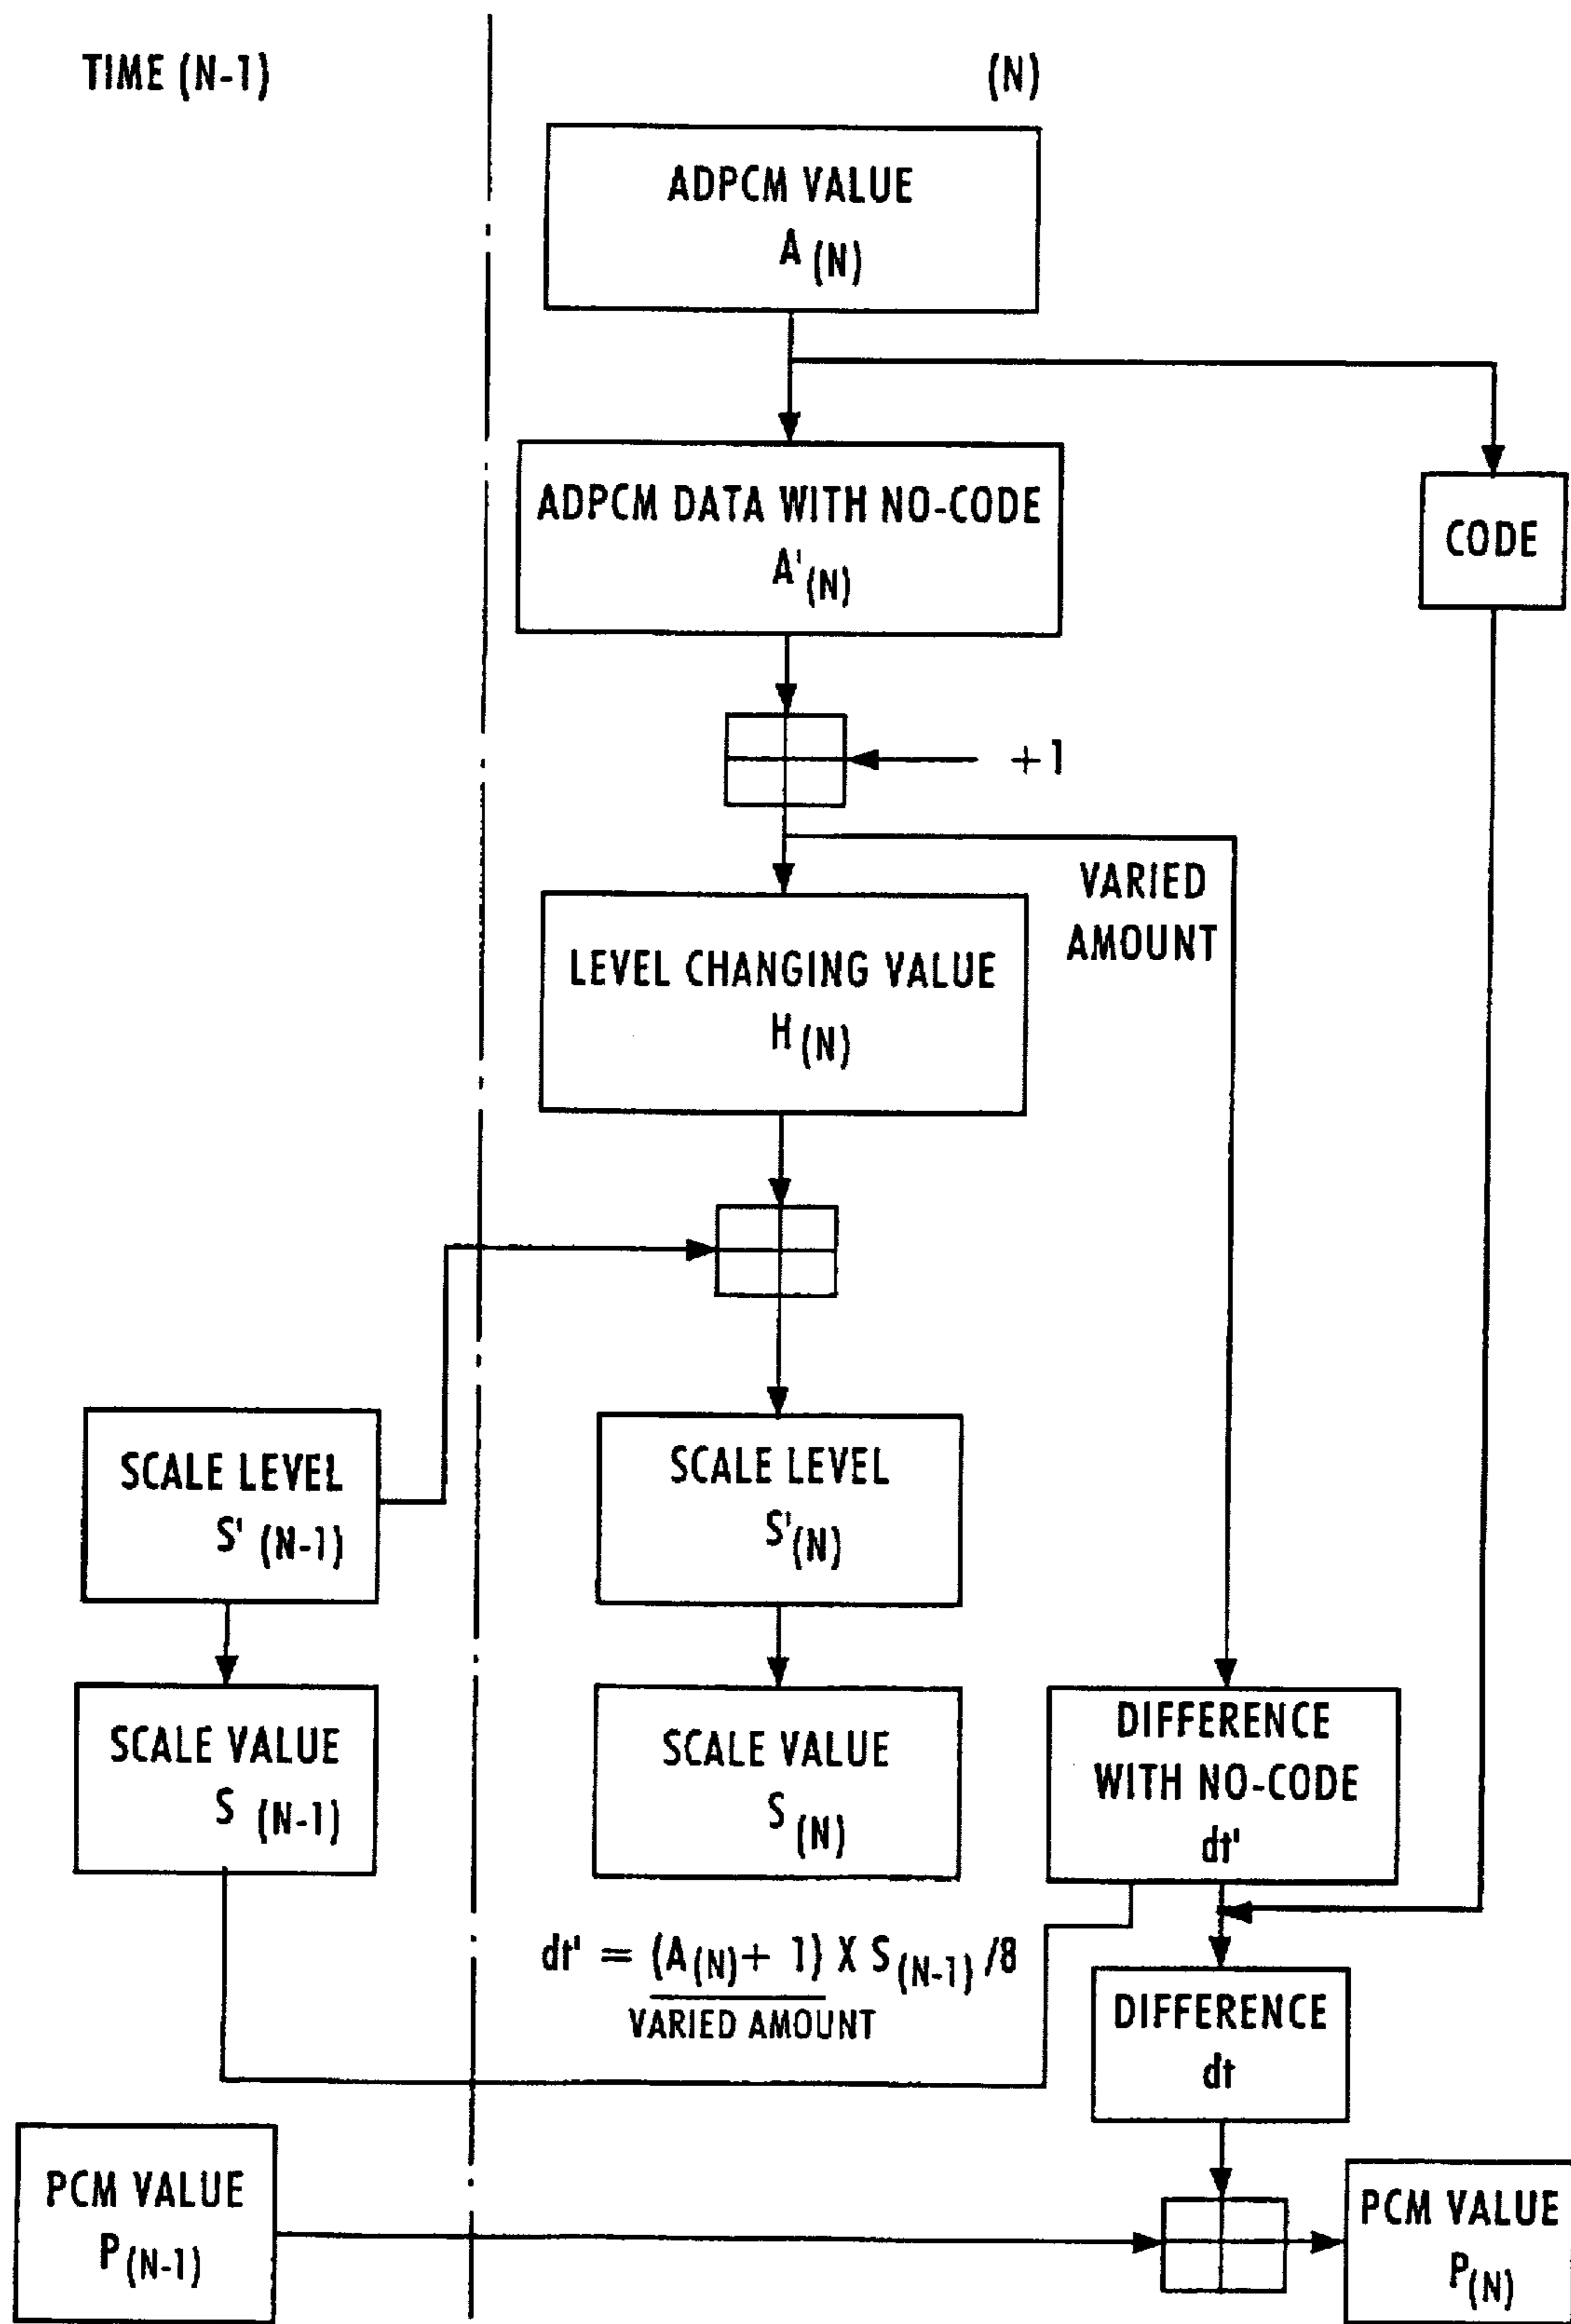 TIME (N-1)
(N)
ADPCM VALUE
A (N)
ADPCM DATA WITH NO-CODE
A'(N)
CODE
+1
VARIED
AMOUNT
LEVEL CHANGING VALUE
H (N)
SCALE LEVEL
S' (N-1)
SCALE LEVEL
S'(N)
SCALE VALUE
S (N-1)
SCALE VALUE
S (N)
DIFFERENCE
WITH NO-CODE
dt'
dt' = (A(N)+ 1) X S(N-1) /8
VARIED AMOUNT
DIFFERENCE
dt
PCM VALUE
P(N-1)
PCM VALUE
P(N)